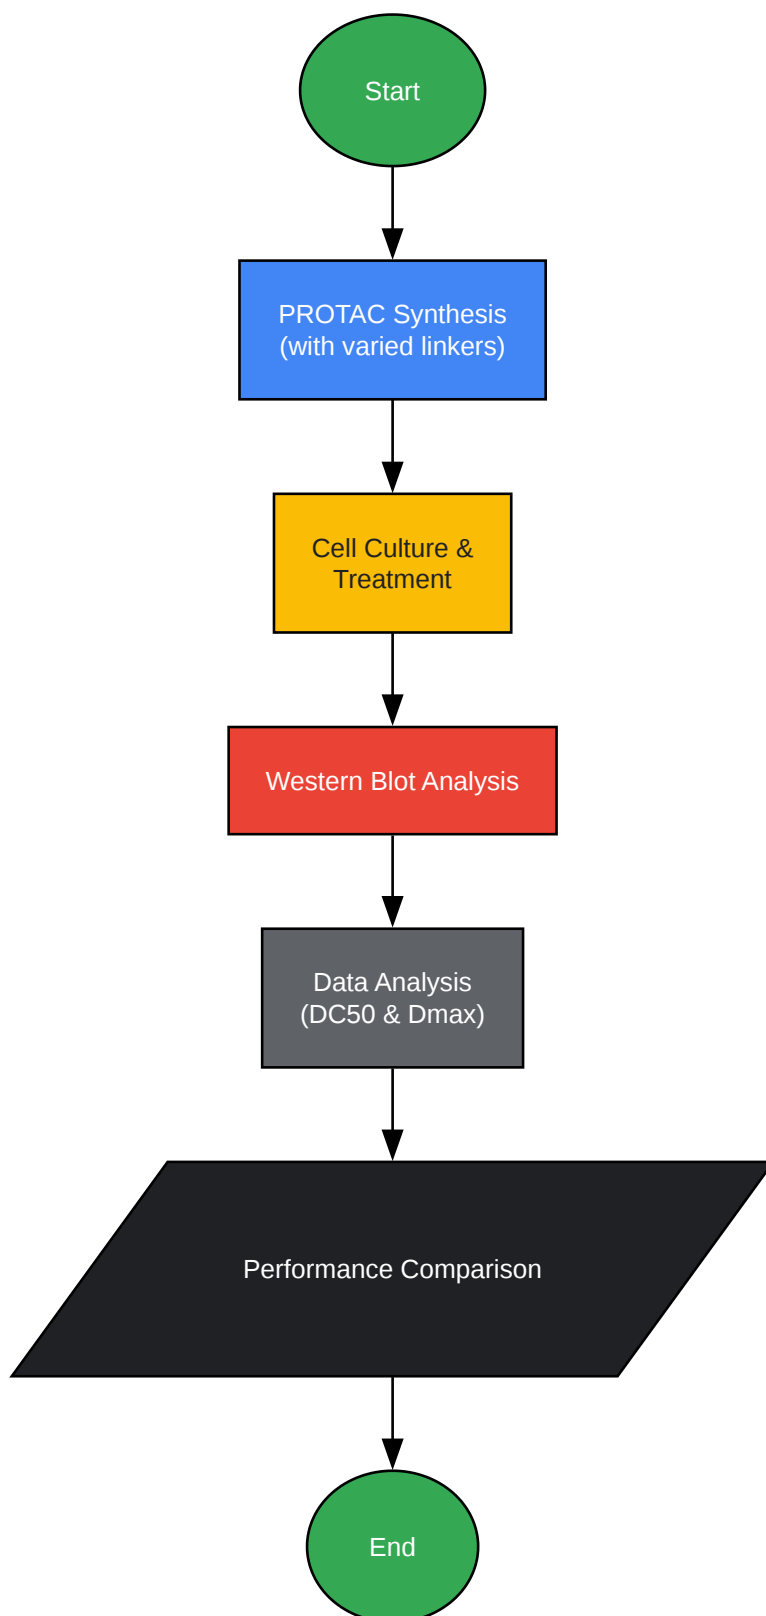 Start
PROTAC Synthesis
(with varied linkers)
Cell Culture &
Treatment
Western Blot Analysis
Data Analysis
(DC50 & Dmax)
Performance Comparison
End